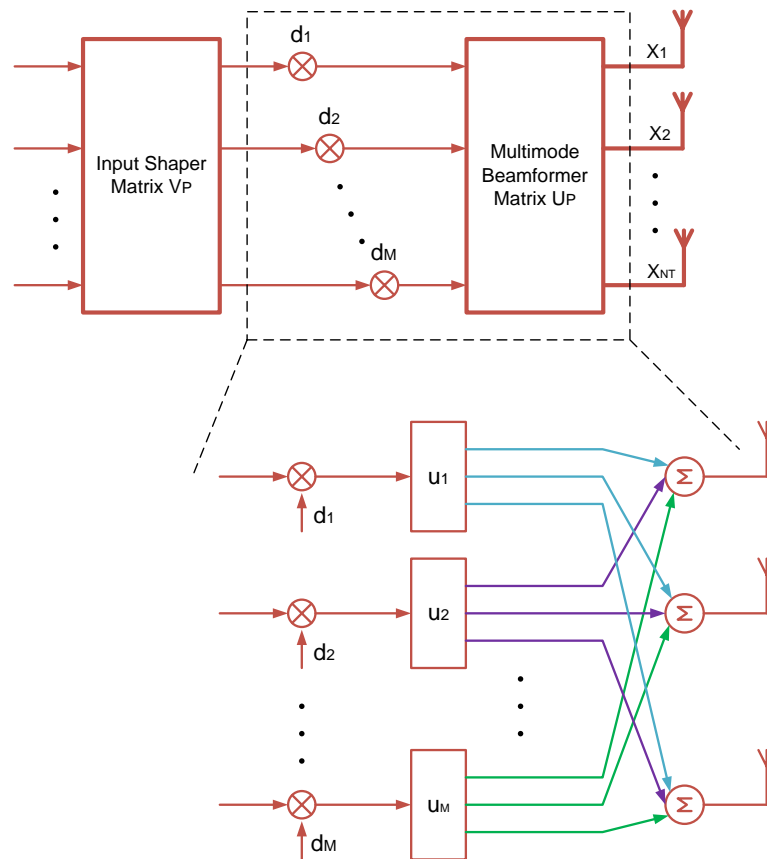 d1
X1
d2
X2
Input Shaper
Matrix VP
Multimode
Beamformer
Matrix UP
dM
XNT
u1
Σ
d1
u2
Σ
d2
uM
Σ
dM